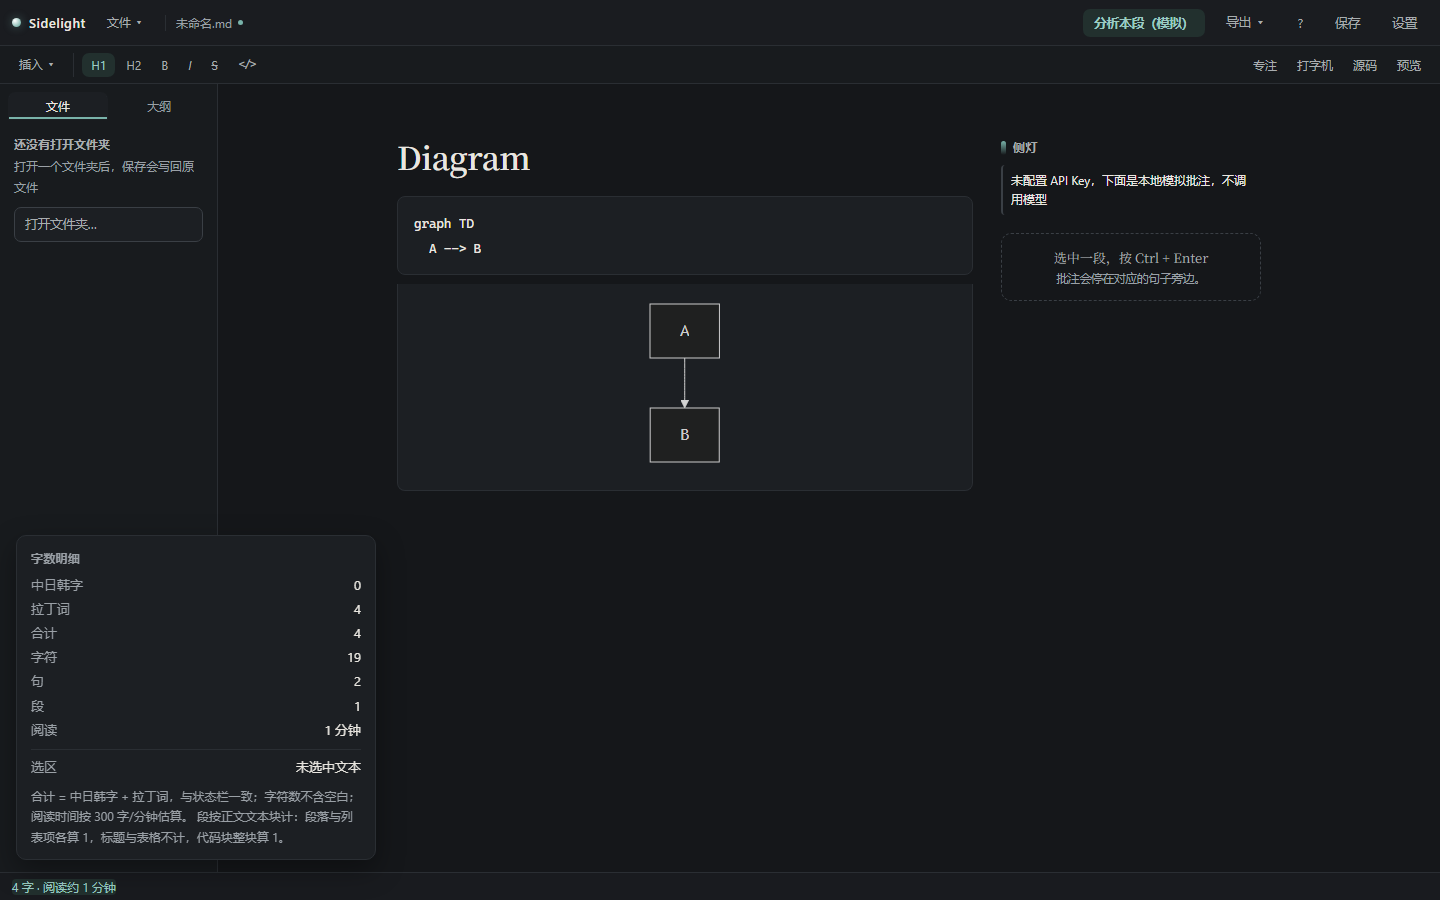 Sidelight 文件 未命名.md 分析本段（模拟） 导出 ? 保存 设置
插入 H1 H2 B I S </> 专注 打字机 源码 预览
文件 大纲
还没有打开文件夹
打开一个文件夹后，保存会写回原
文件
打开文件夹...
Diagram
graph TD
A --> B
A
B
侧灯
未配置 API Key，下面是本地模拟批注，不调
用模型
选中一段，按 Ctrl + Enter
批注会停在对应的句子旁边。
字数明细
中日韩字 0
拉丁词 4
合计 4
字符 19
句 2
段 1
阅读 1 分钟
选区 未选中文本
合计 = 中日韩字 + 拉丁词，与状态栏一致；字符数不含空白；
阅读时间按 300 字/分钟估算。 段按正文文本块计：段落与列
表项各算 1，标题与表格不计，代码块整块算 1。
4 字 · 阅读约 1 分钟